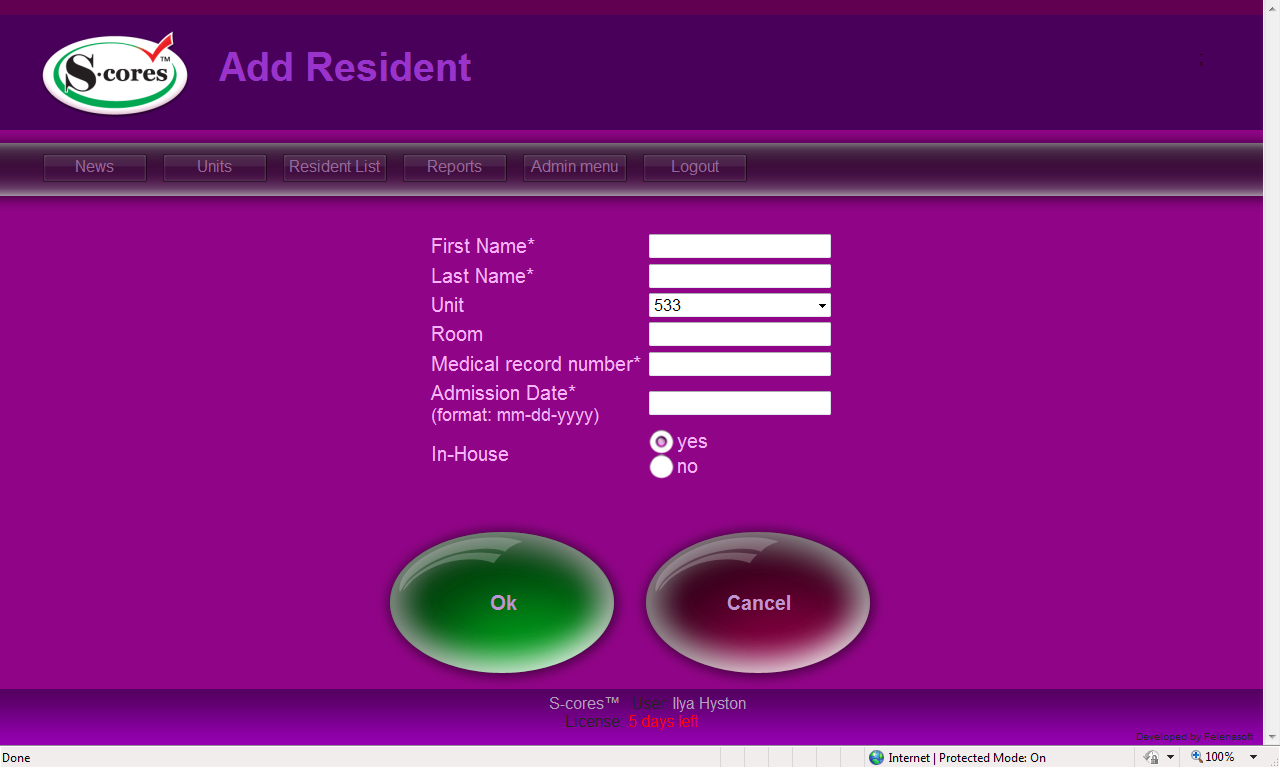 S·cores™
Add Resident
News Units Resident List Reports Admin menu Logout
First Name*
Last Name*
Unit 533
Room
Medical record number*
Admission Date*
(format: mm-dd-yyyy)
In-House
yes
no
Ok Cancel
S-cores™ User: Ilya Hyston
License: 5 days left
Developed by
Done Internet | Protected Mode: On 100%